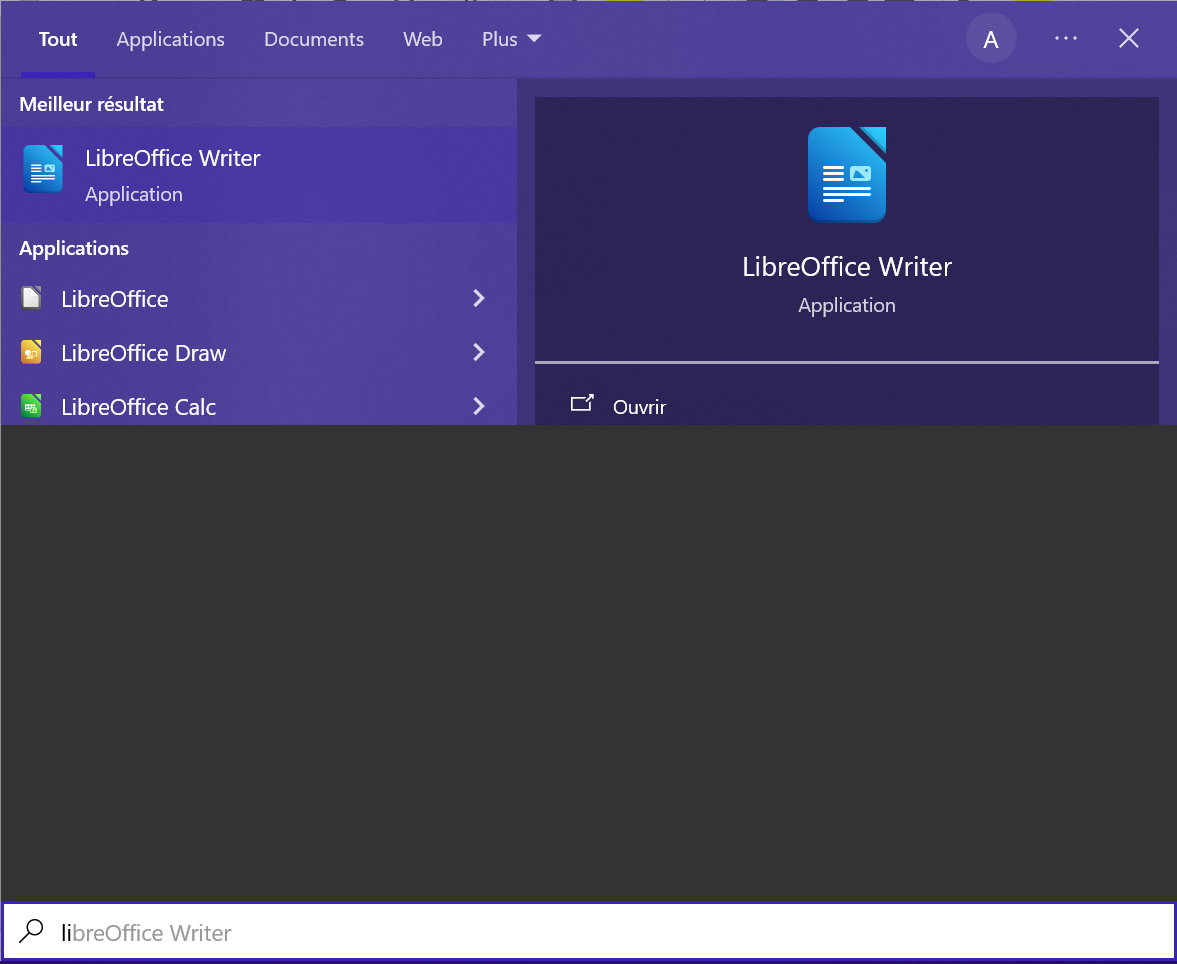 Tout Applications Documents Web Plus A
Meilleur résultat
LibreOffice Writer
Application
Applications
LibreOffice
LibreOffice Draw
LibreOffice Calc
LibreOffice Writer
Application
Ouvrir
libreOffice Writer